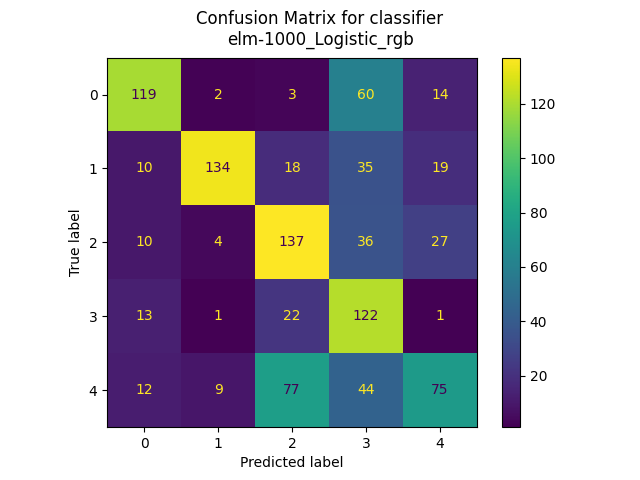 Confusion Matrix for classifier
elm-1000_Logistic_rgb
0 119 2 3 60 14
1 10 134 18 35 19
2 10 4 137 36 27
3 13 1 22 122 1
4 12 9 77 44 75
0 1 2 3 4
True label
Predicted label
120
100
80
60
40
20